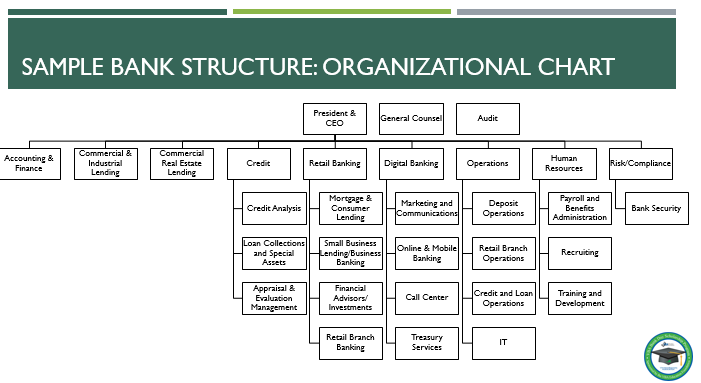 SAMPLE BANK STRUCTURE: ORGANIZATIONAL CHART
President &
CEO
General Counsel
Audit
Accounting &
Finance
Commercial &
Industrial
Lending
Commercial
Real Estate
Lending
Credit
Retail Banking
Digital Banking
Operations
Human
Resources
Risk/Compliance
Credit Analysis
Mortgage &
Consumer
Lending
Marketing and
Communications
Deposit
Operations
Payroll and
Benefits
Administration
Bank Security
Loan Collections
and Special
Assets
Small Business
Lending/Business
Banking
Online & Mobile
Banking
Retail Branch
Operations
Recruiting
Appraisal &
Evaluation
Management
Financial
Advisors/
Investments
Call Center
Credit and Loan
Operations
Training and
Development
Retail Branch
Banking
Treasury
Services
IT